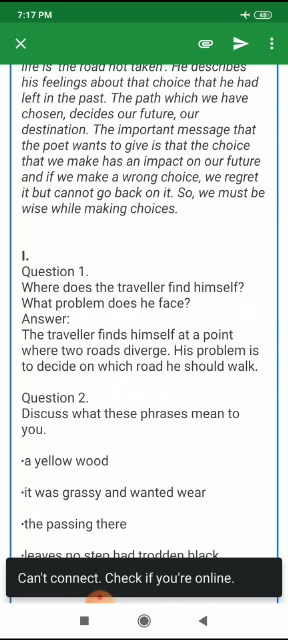 7:17 PM
45
life is 'the road not taken'. He describes
his feelings about that choice that he had
left in the past. The path which we have
chosen, decides our future, our
destination. The important message that
the poet wants to give is that the choice
that we make has an impact on our future
and if we make a wrong choice, we regret
it but cannot go back on it. So, we must be
wise while making choices.
I.
Question 1.
Where does the traveller find himself?
What problem does he face?
Answer:
The traveller finds himself at a point
where two roads diverge. His problem is
to decide on which road he should walk.
Question 2.
Discuss what these phrases mean to
you.
·a yellow wood
·it was grassy and wanted wear
·the passing there
·leaves no step had trodden black
Can't connect. Check if you're online.